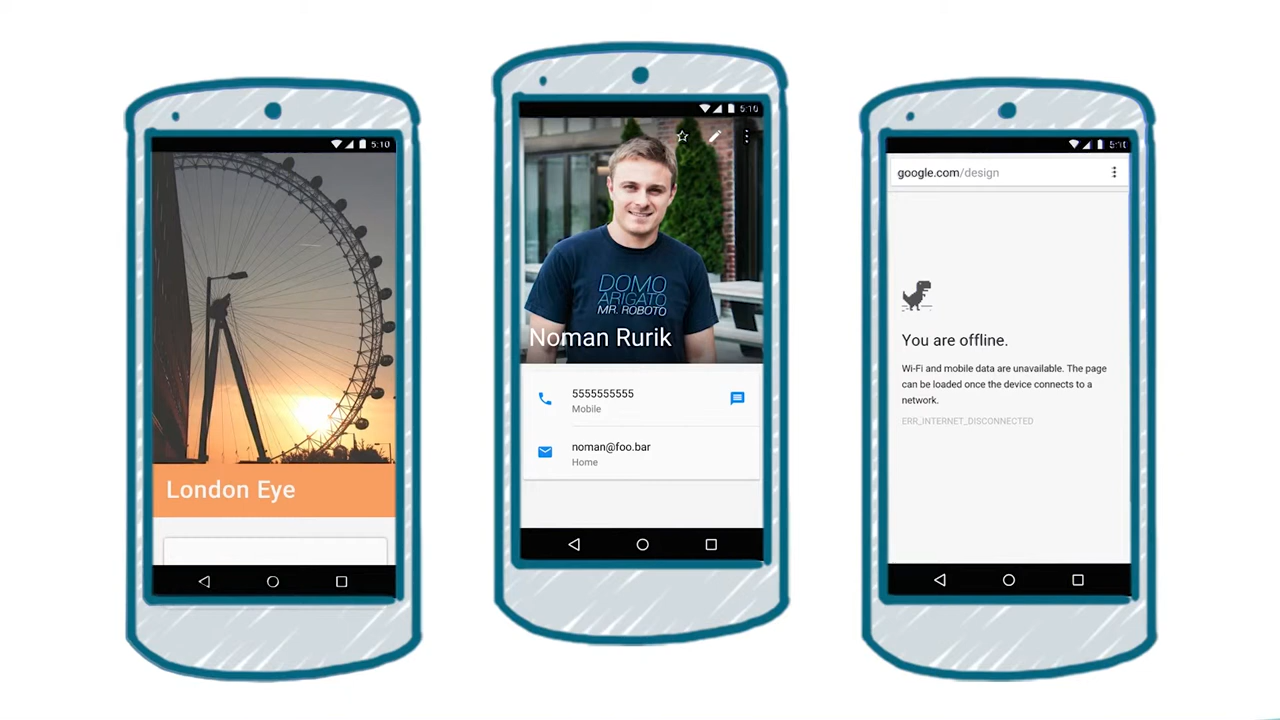 5:10
London Eye
5:10
DOMO
ARIGATO
MR. ROBOTO
Noman Rurik
5555555555
Mobile
noman@foo.bar
Home
5:10
google.com/design
You are offline.
Wi-Fi and mobile data are unavailable. The page
can be loaded once the device connects to a
network.
ERR_INTERNET_DISCONNECTED